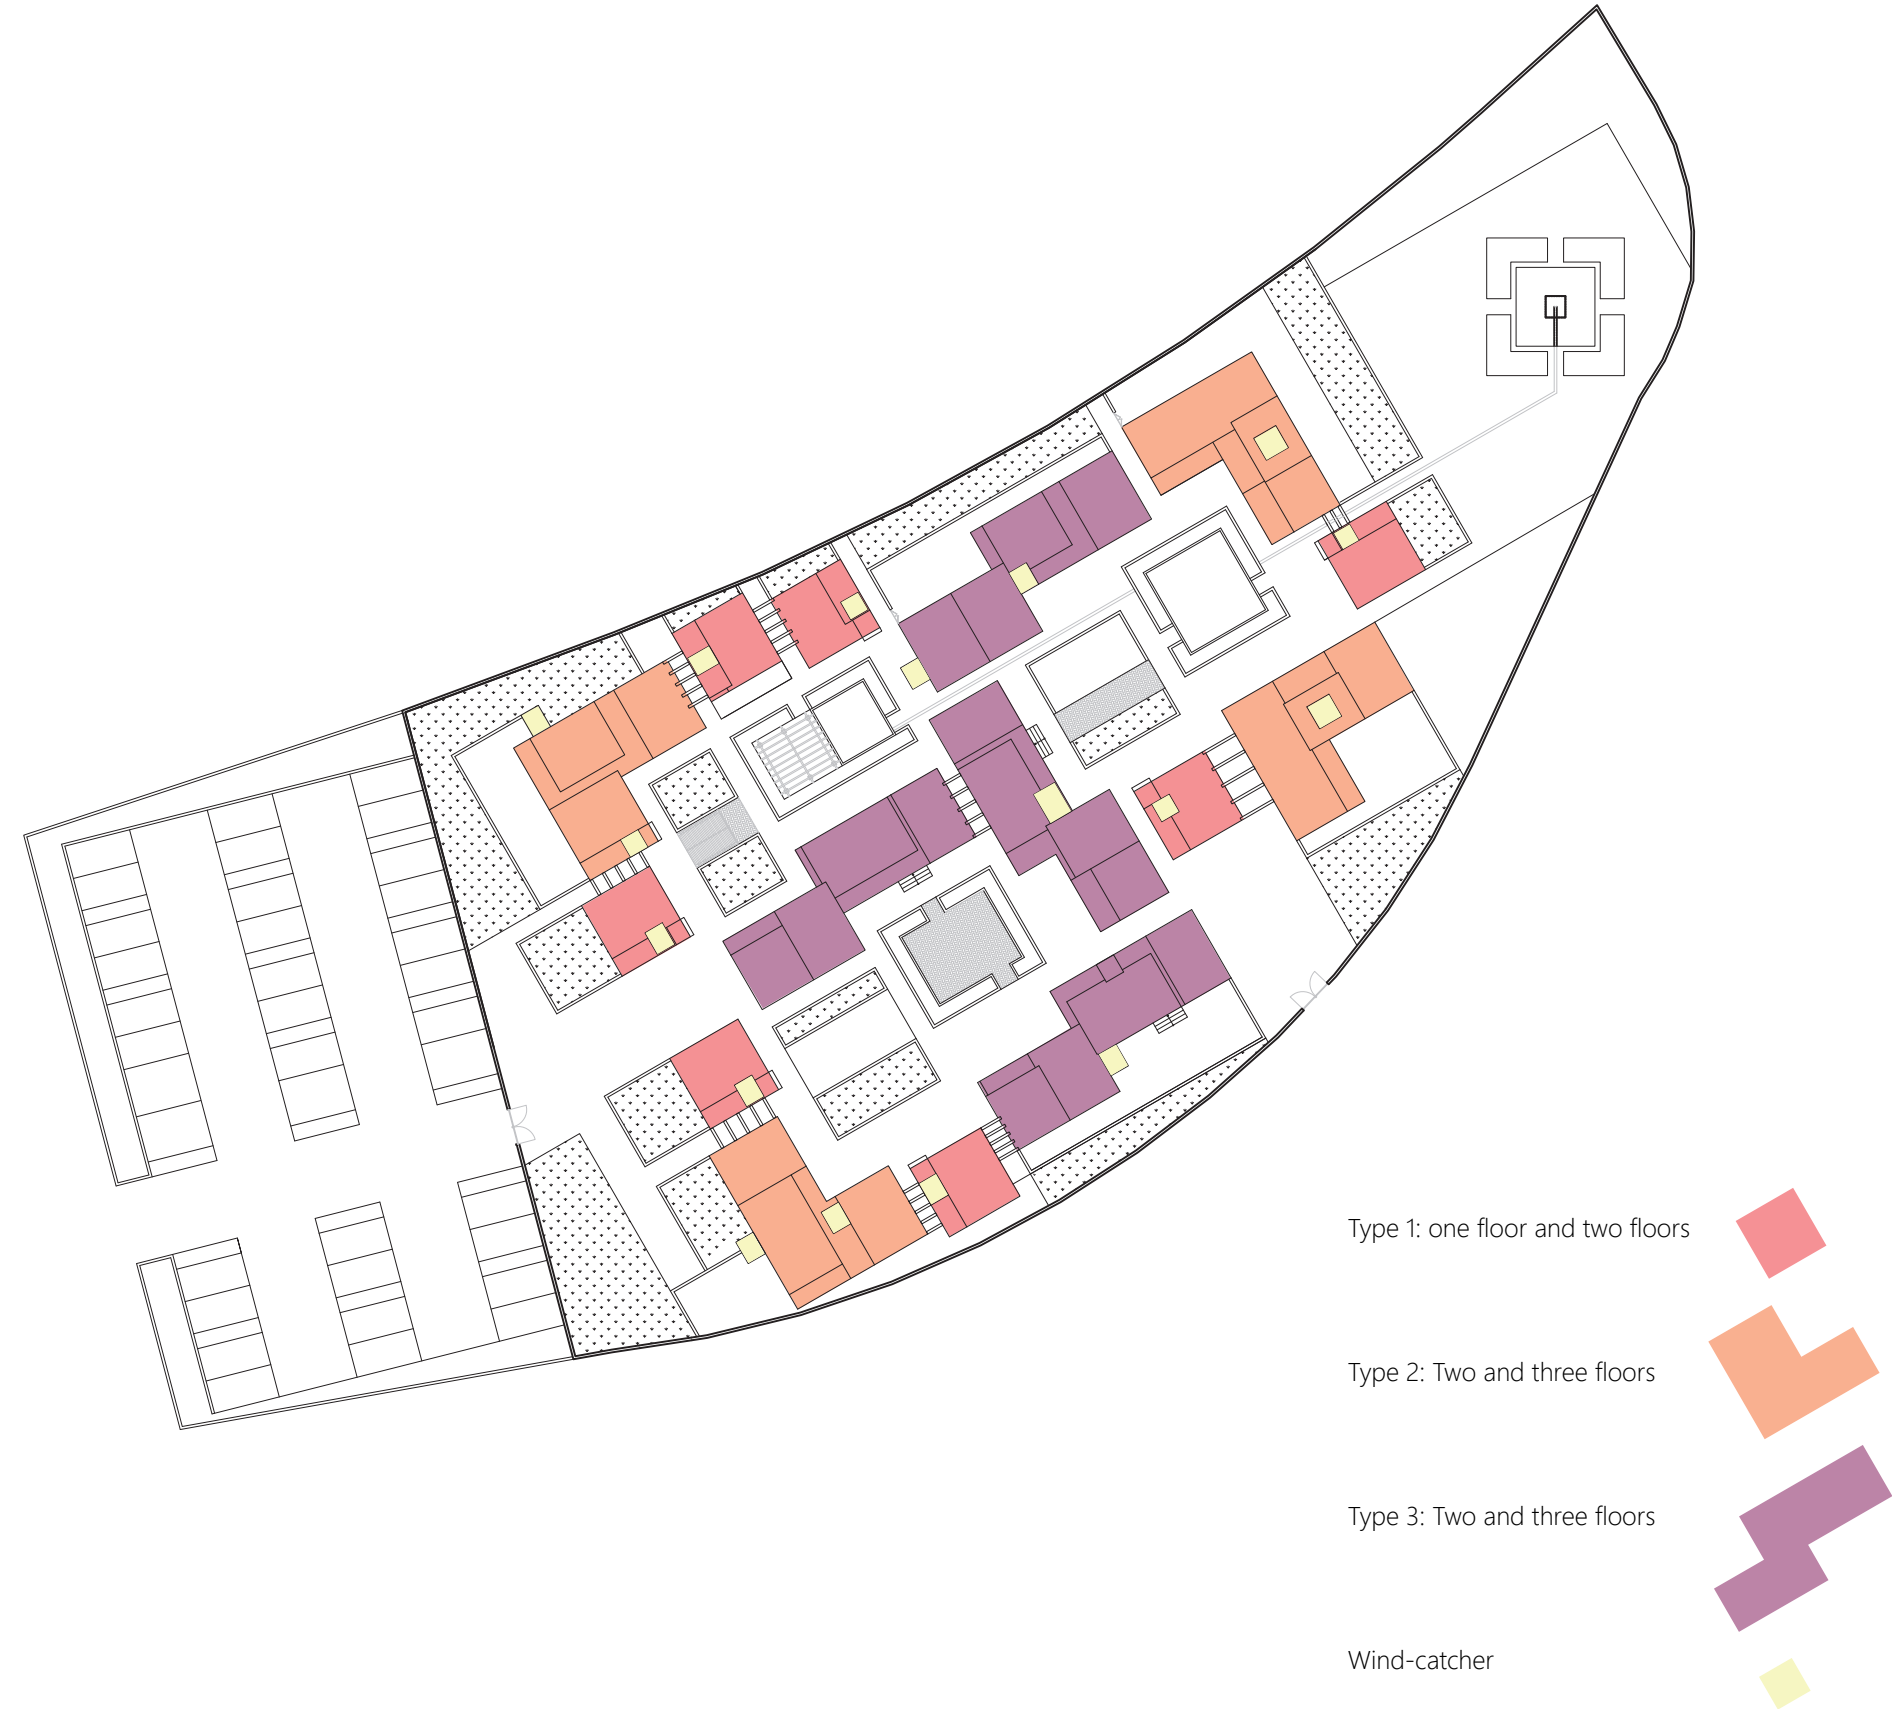 Type 1: one floor and two floors
Type 2: Two and three floors
Type 3: Two and three floors
Wind-catcher